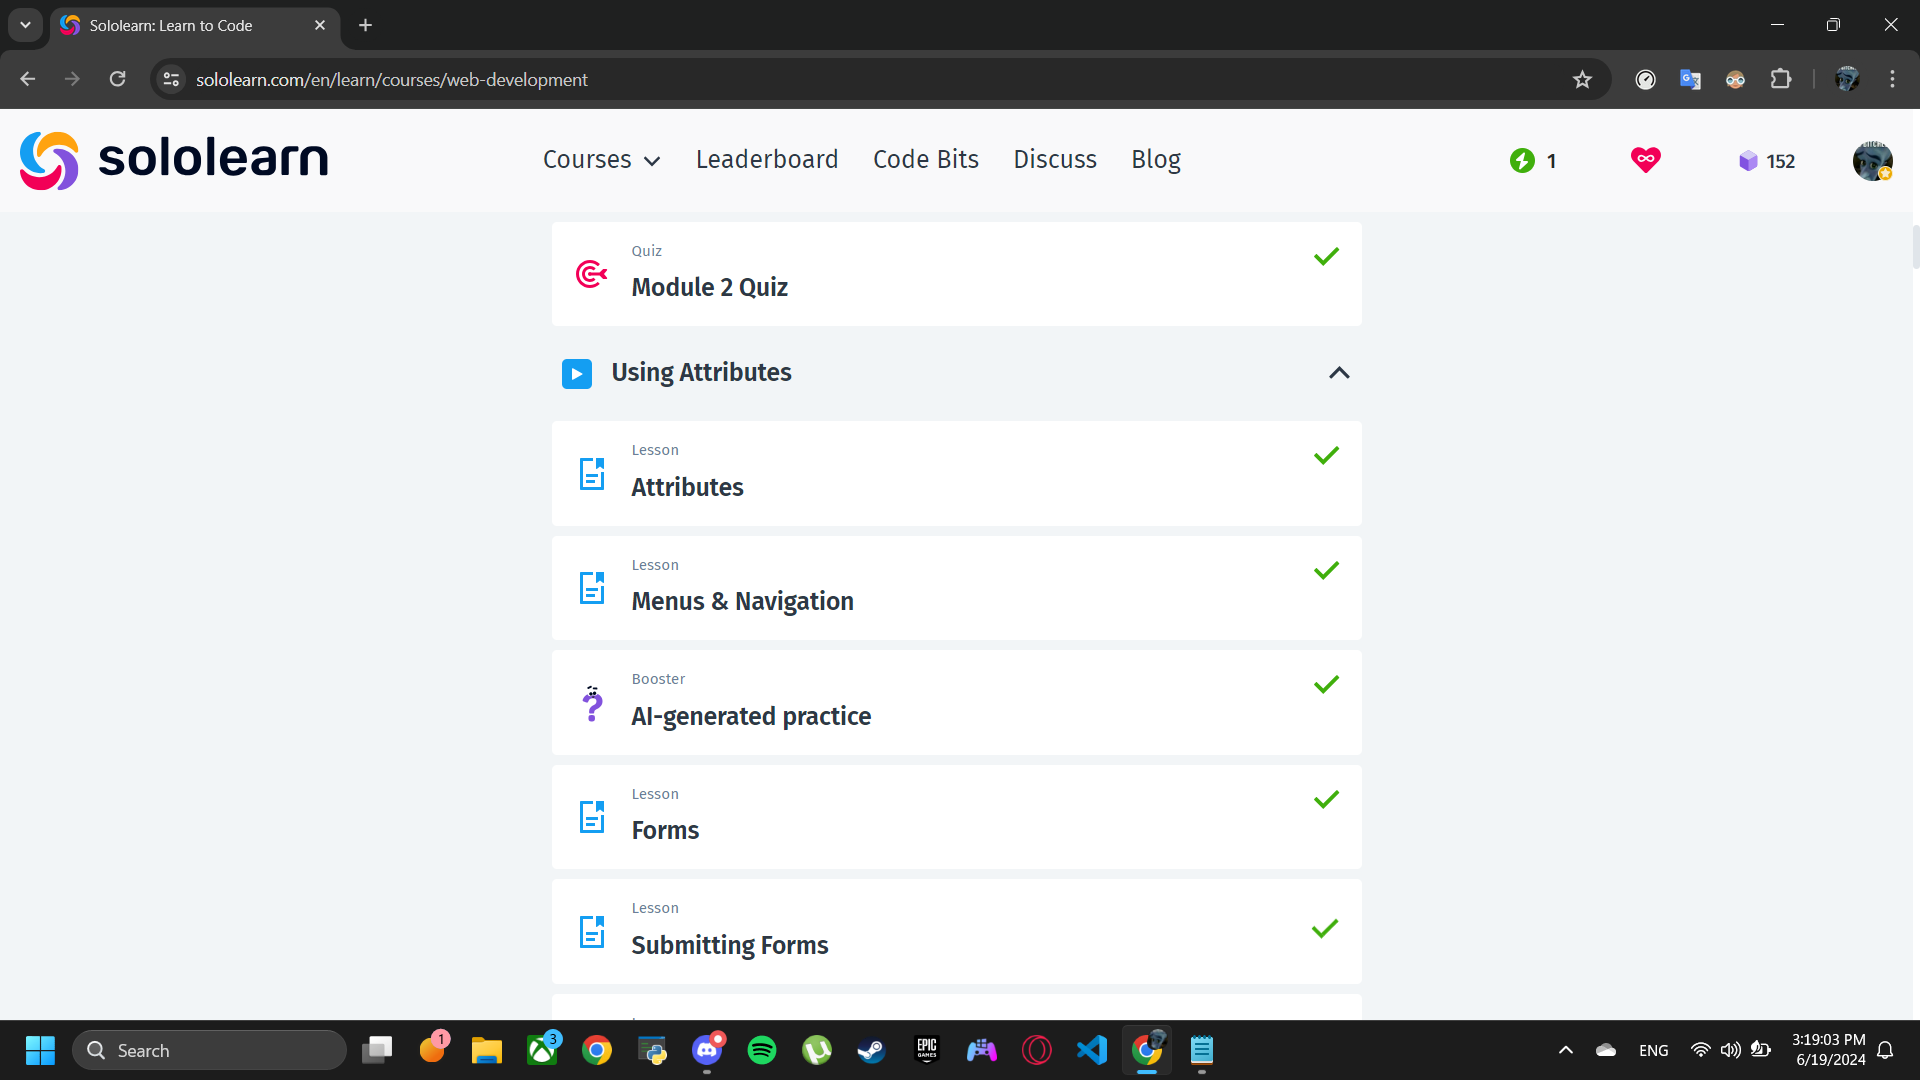 Sololearn: Learn to Code
sololearn.com/en/learn/courses/web-development
sololearn
Courses
Leaderboard
Code Bits
Discuss
Blog
1
152
Quiz
Module 2 Quiz
Using Attributes
Lesson
Attributes
Lesson
Menus & Navigation
Booster
AI-generated practice
Lesson
Forms
Lesson
Submitting Forms
Search
1
3
EPIC
GAMES
ENG
3:19:03 PM
6/19/2024